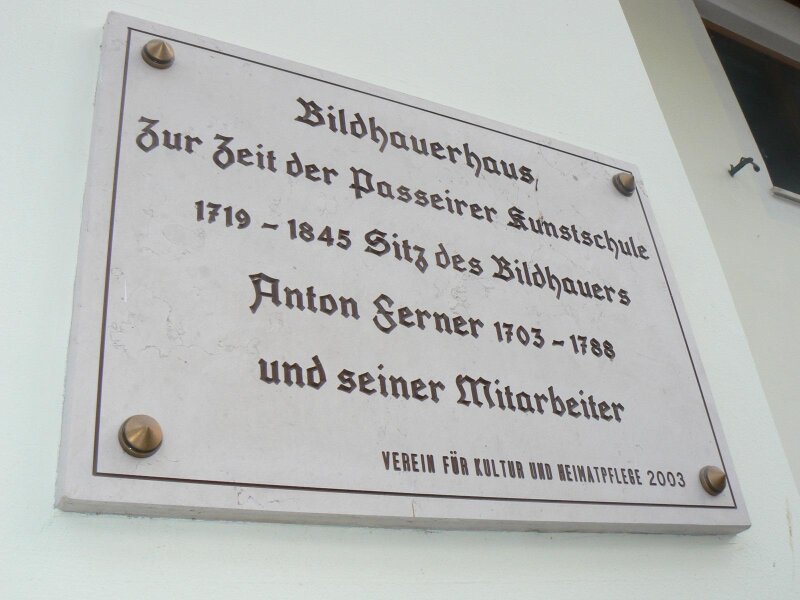 Bildhauerhaus,
Zur Zeit der Passeirer Kunstschule
1719 - 1845 Sitz des Bildhauers
Anton Ferner 1703 - 1788
und seiner Mitarbeiter
VEREIN FÜR KULTUR UND HEIMATPFLEGE 2003